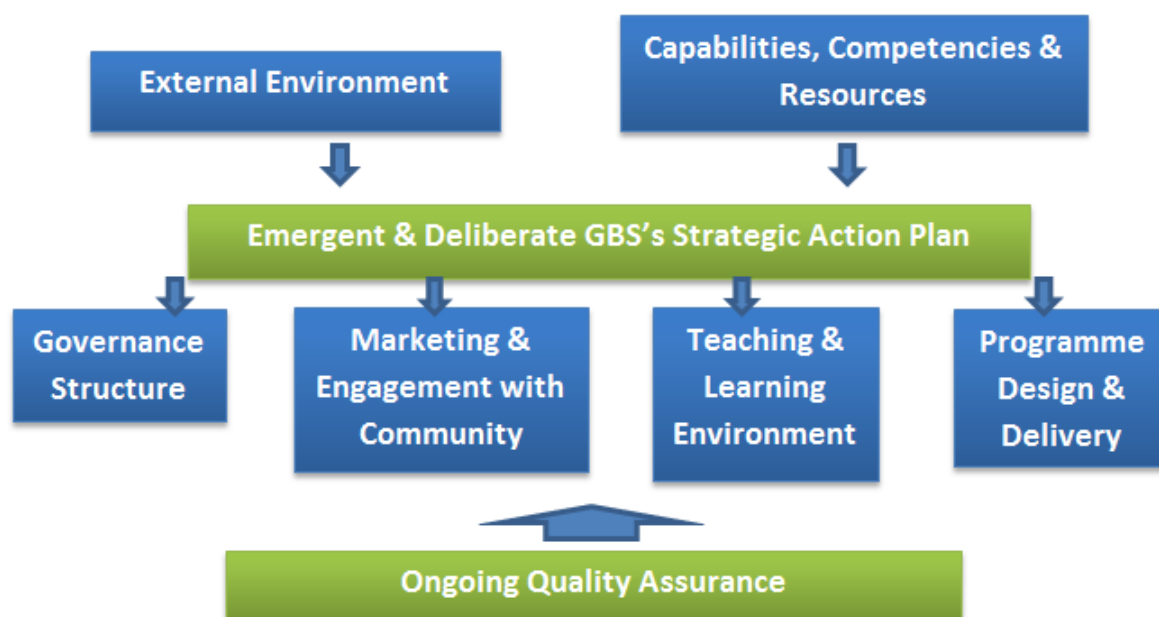 External Environment
Capabilities, Competencies &
Resources
Emergent & Deliberate GBS’s Strategic Action Plan
Governance
Structure
Marketing &
Engagement with
Community
Teaching &
Learning
Environment
Programme
Design &
Delivery
Ongoing Quality Assurance